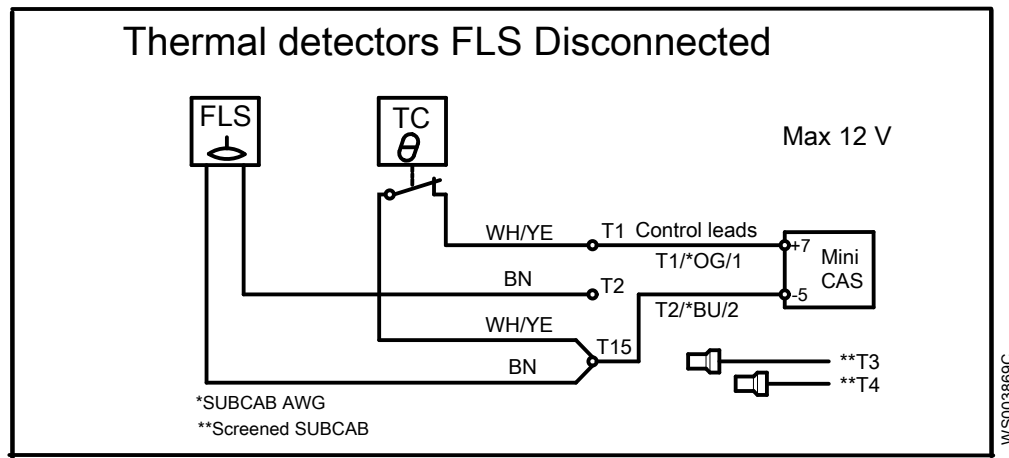 Thermal detectors FLS Disconnected
FLS
TC
θ
Max 12 V
WH/YE
T1
Control leads
+7
T1/*OG/1
Mini
CAS
BN
T2
-5
T2/*BU/2
WH/YE
T15
BN
**T3
**T4
*SUBCAB AWG
**Screened SUBCAB
WS003869C